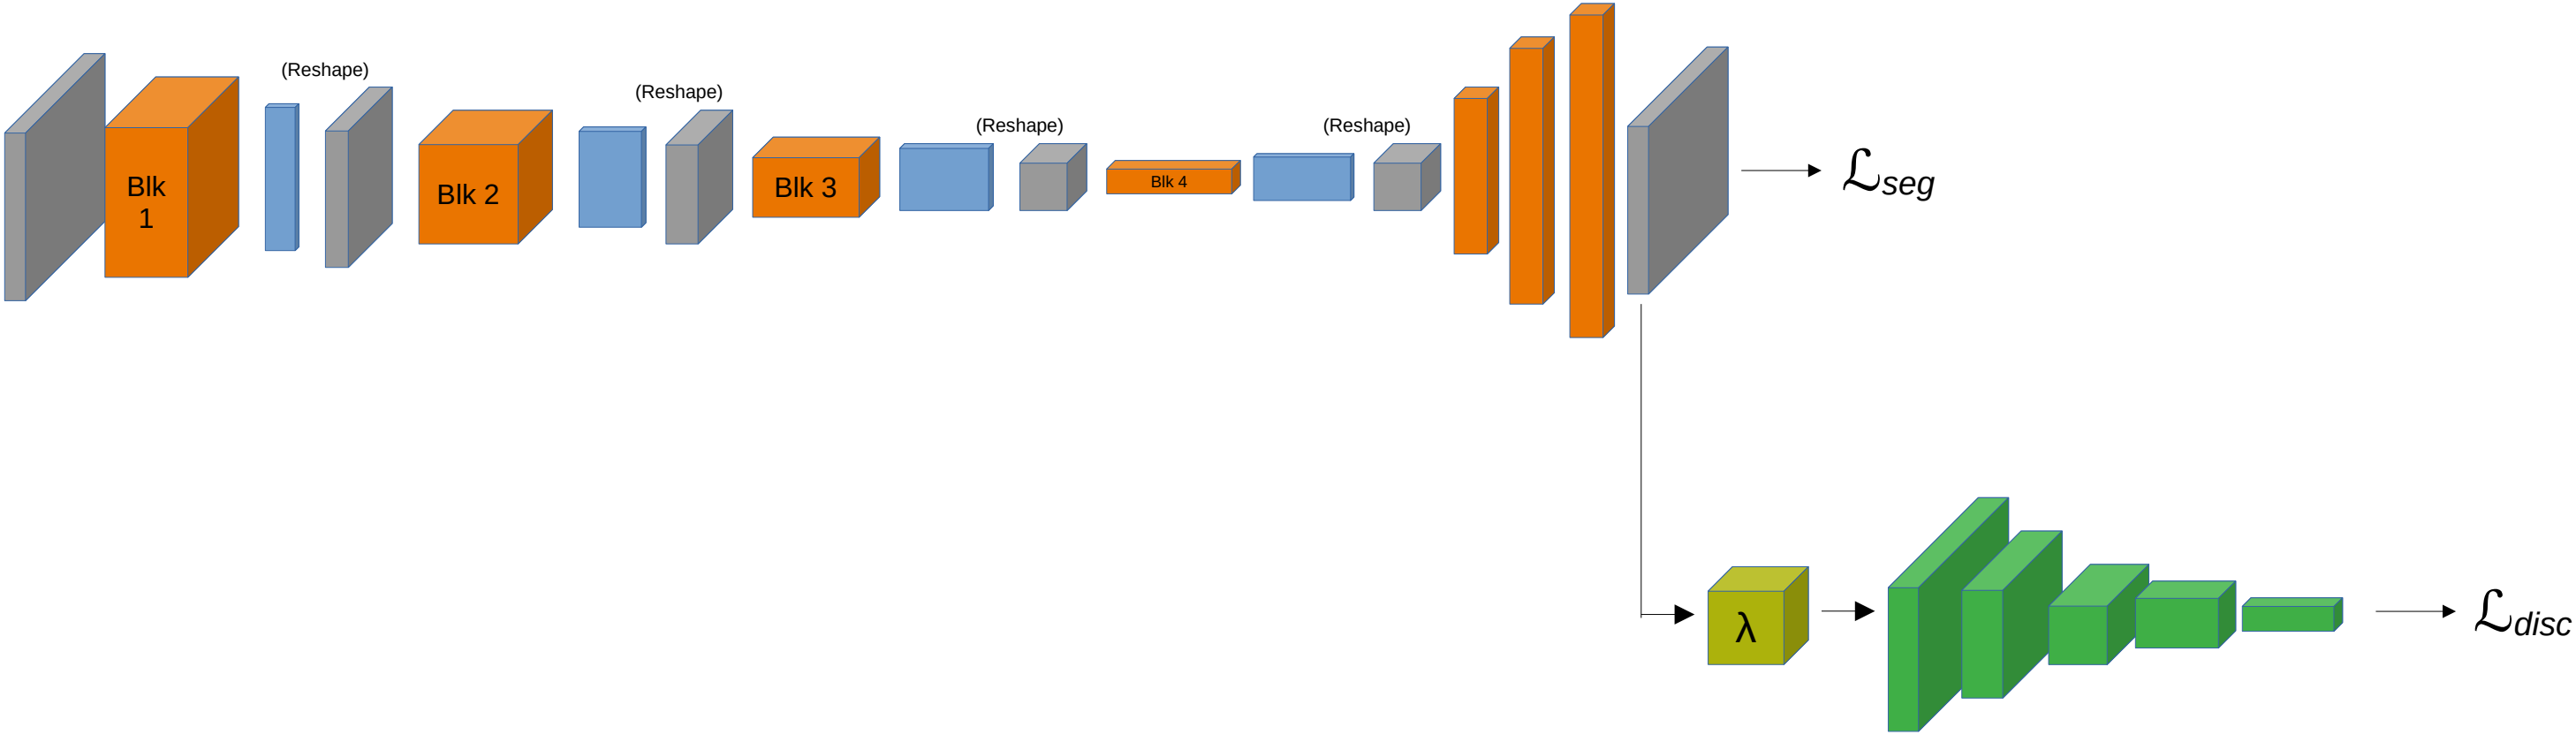 (Reshape)
(Reshape)
(Reshape)
(Reshape)
Blk
1
Blk 2
Blk 3
Blk 4
ℒseg
λ
ℒdisc